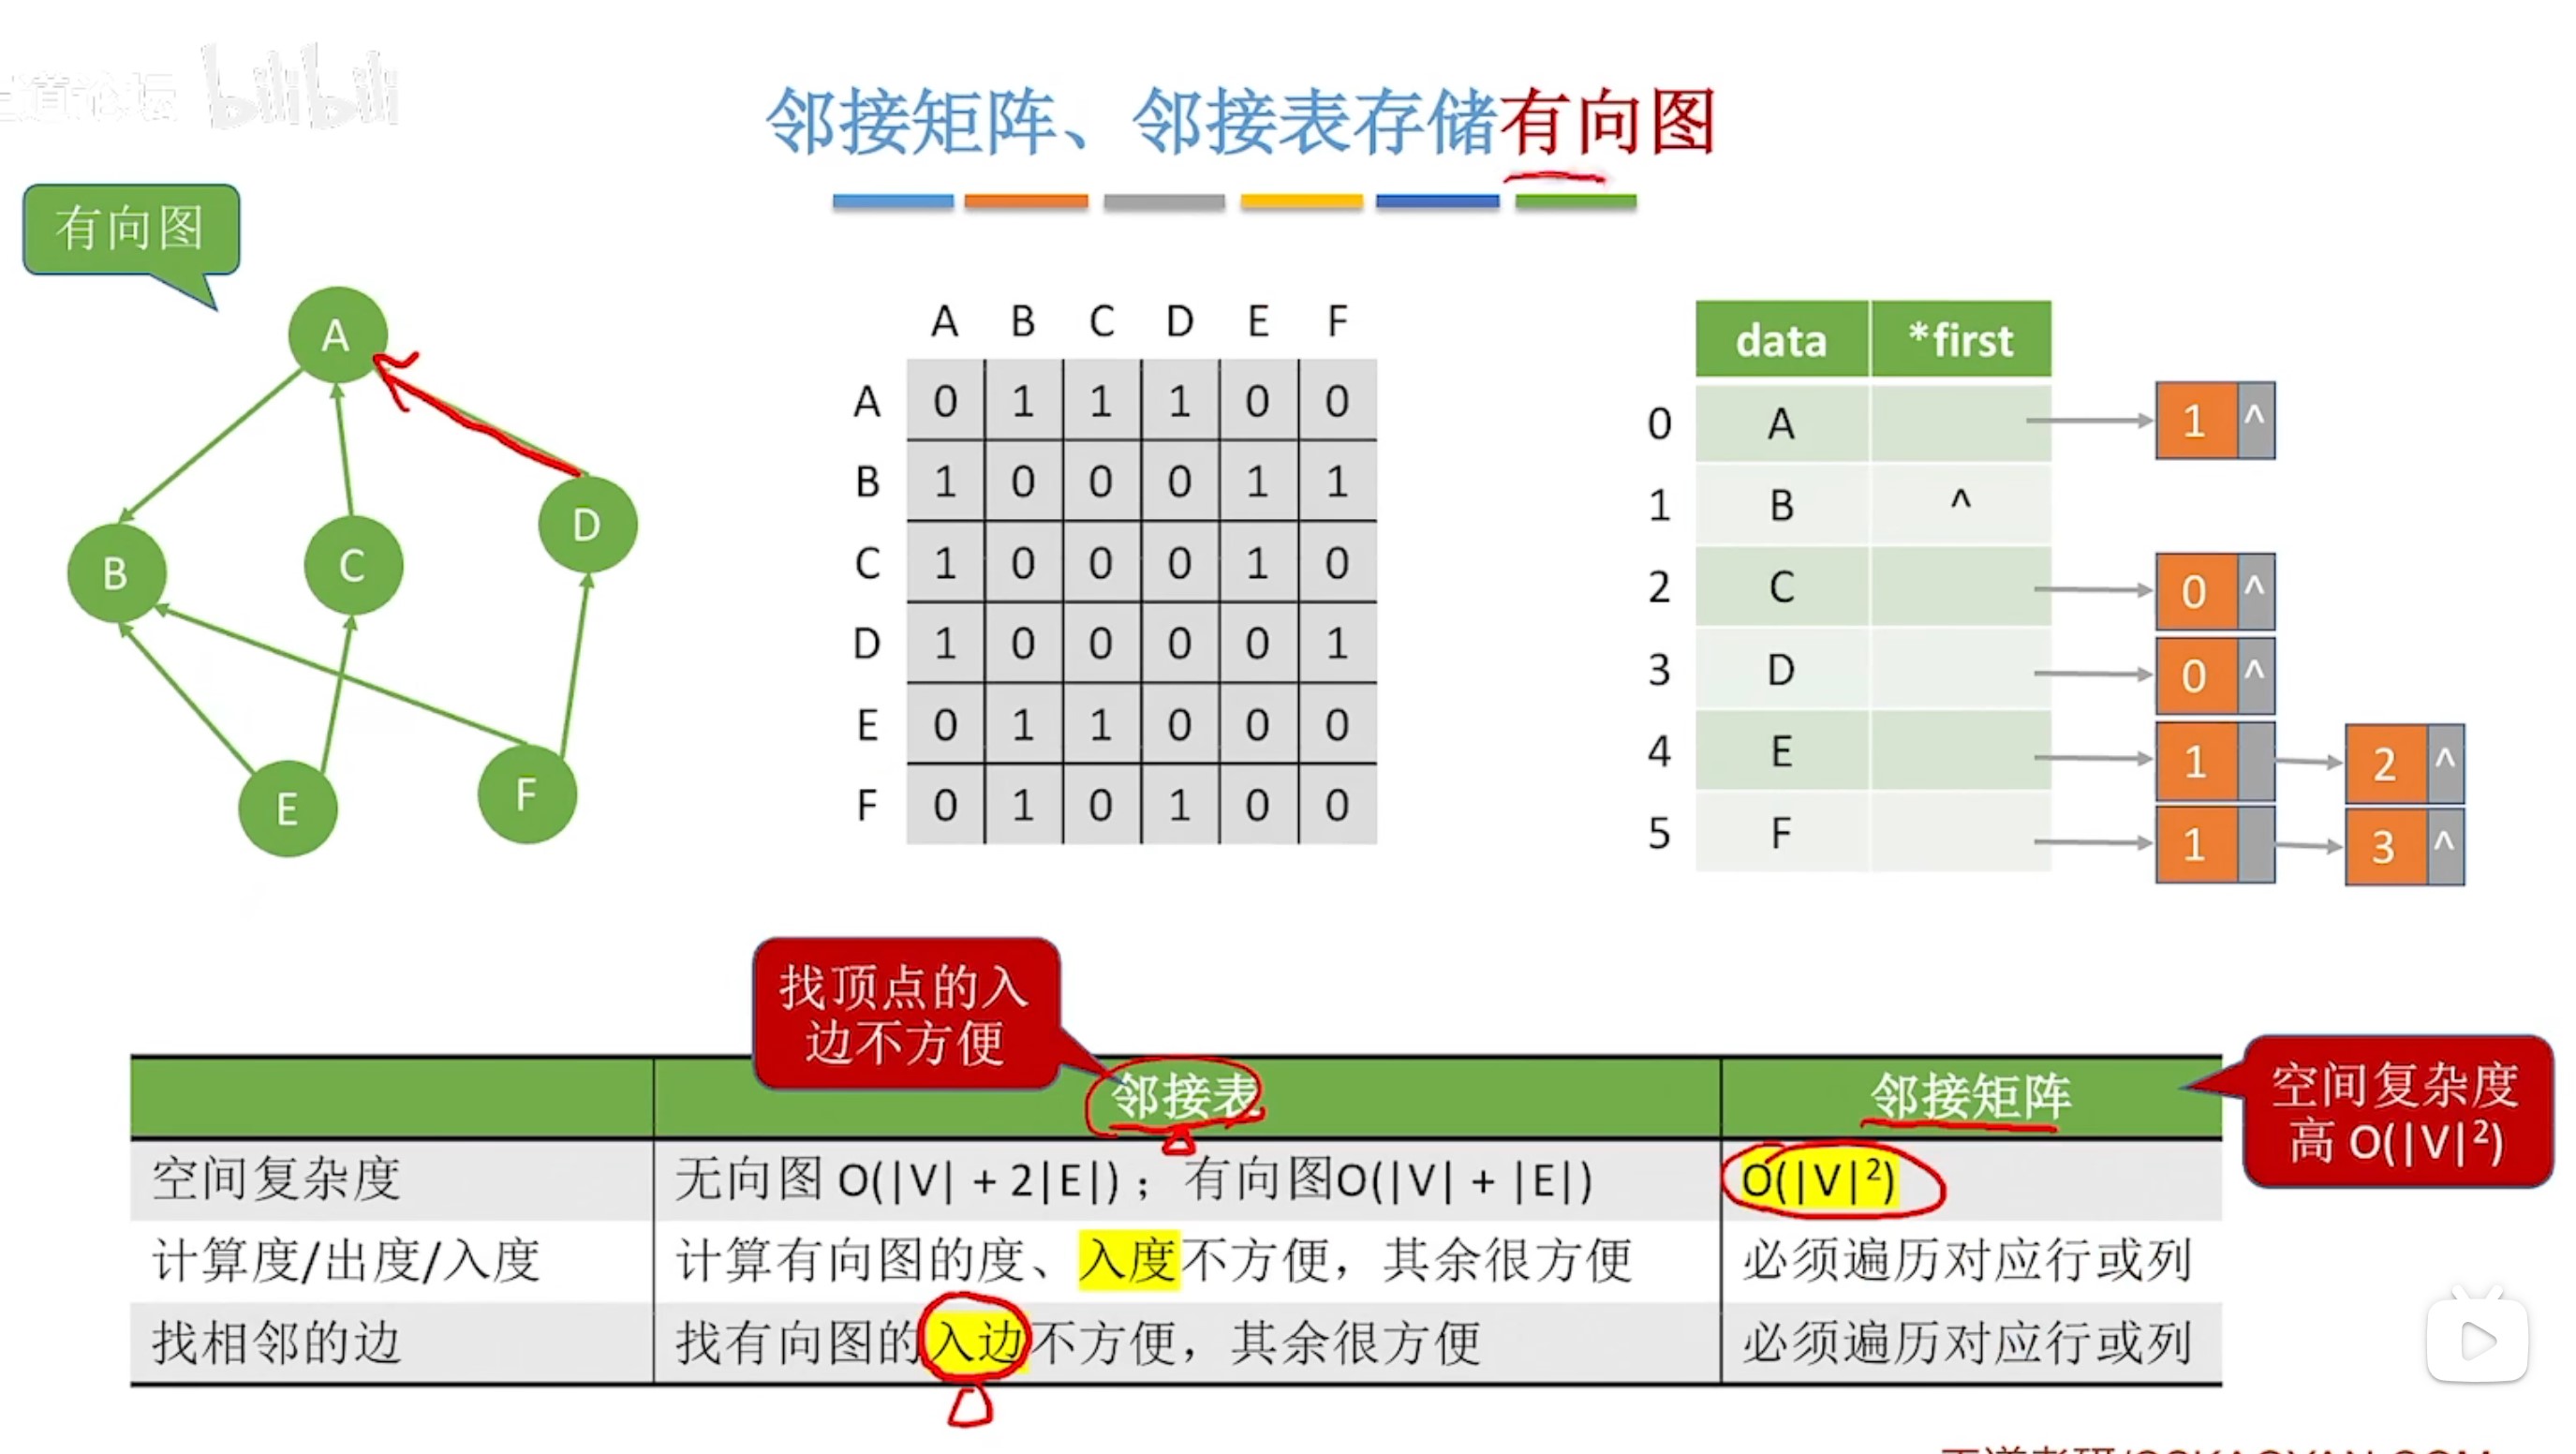 bilibili
邻接矩阵、邻接表存储有向图
有向图
A
B
C
D
E
F
A B C D E F
A 0 1 1 1 0 0
B 1 0 0 0 1 1
C 1 0 0 0 1 0
D 1 0 0 0 0 1
E 0 1 1 0 0 0
F 0 1 0 1 0 0
data *first
0 A 1 ^
1 B ^
2 C 0 ^
3 D 0 ^
4 E 1 2 ^
5 F 1 3 ^
找顶点的入
边不方便
空间复杂度
高 O(|V|²)
邻接表 邻接矩阵
空间复杂度 无向图 O(|V| + 2|E|)；有向图O(|V| + |E|) O(|V|²)
计算度/出度/入度 计算有向图的度、入度不方便，其余很方便 必须遍历对应行或列
找相邻的边 找有向图的入边不方便，其余很方便 必须遍历对应行或列